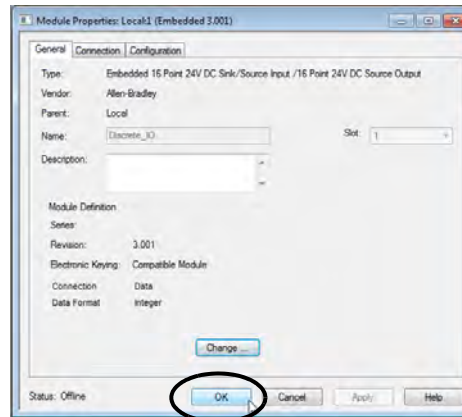 Module Properties: Local:1 (Embedded 3.001)
General Connection Configuration
Type: Embedded 16 Point 24V DC Sink/Source Input /16 Point 24V DC Source Output
Vendor: Allen-Bradley
Parent: Local
Name: Discrete_IO Slot: 1
Description:
Module Definition
Series:
Revision: 3.001
Electronic Keying: Compatible Module
Connection Data
Data Format Integer
Change ...
Status: Offline OK Cancel Apply Help